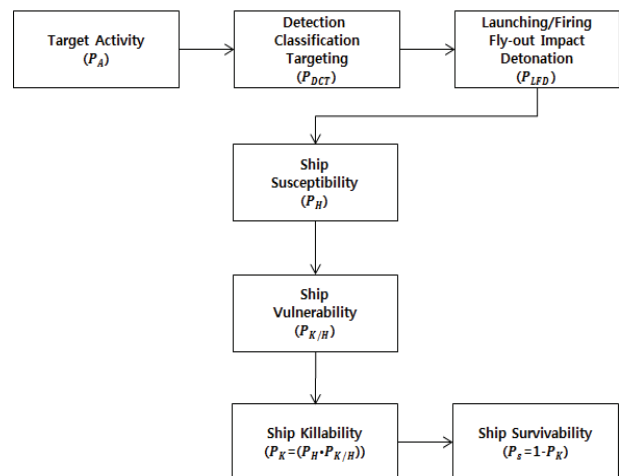 Target Activity
(P_A)
Detection
Classification
Targeting
(P_DCT)
Launching/Firing
Fly-out Impact
Detonation
(P_LFD)
Ship
Susceptibility
(P_H)
Ship
Vulnerability
(P_K/H)
Ship Killability
(P_K=(P_H•P_K/H))
Ship Survivability
(P_s=1-P_K)